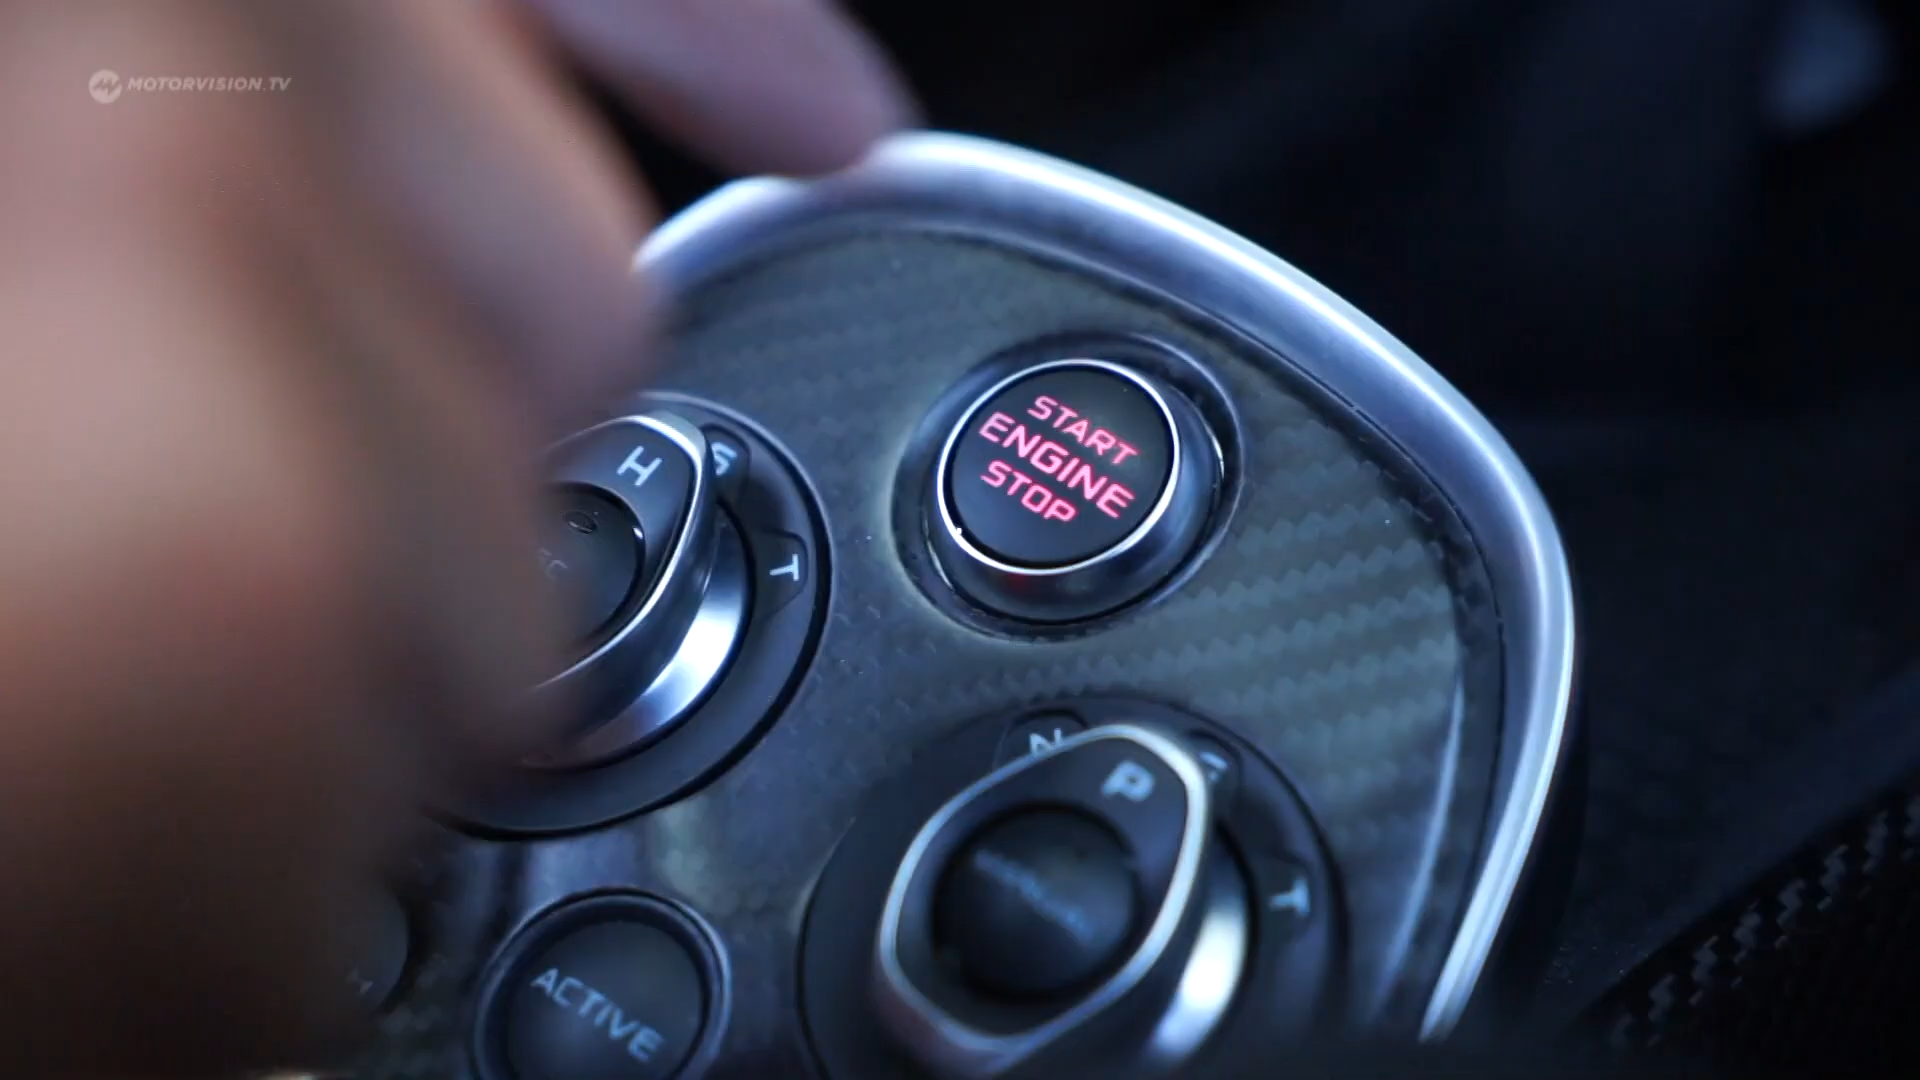 MOTORVISION.TV
START
ENGINE
STOP
H
S
T
N
P
T
ACTIVE